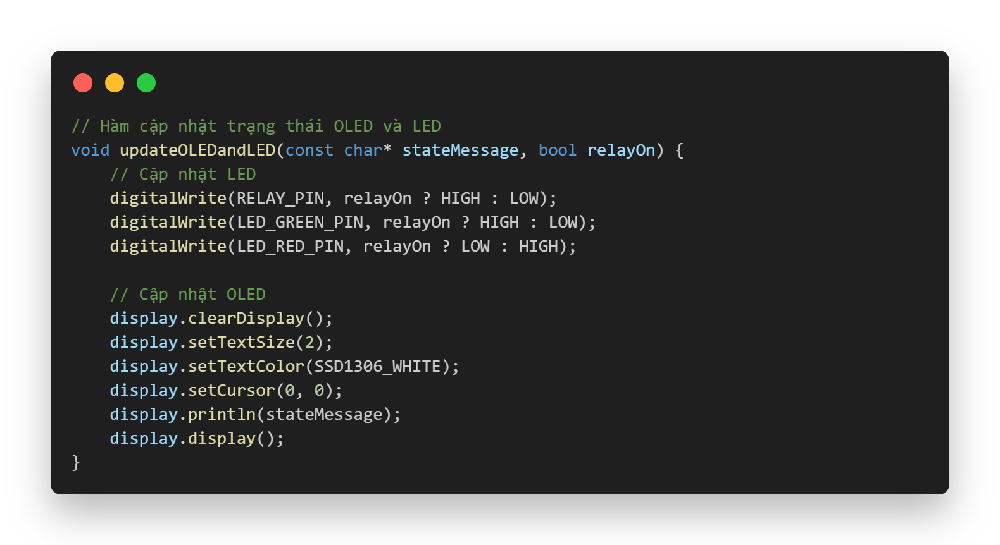 // Hàm cập nhật trạng thái OLED và LED
void updateOLEDandLED(const char* stateMessage, bool relayOn) {
    // Cập nhật LED
    digitalWrite(RELAY_PIN, relayOn ? HIGH : LOW);
    digitalWrite(LED_GREEN_PIN, relayOn ? HIGH : LOW);
    digitalWrite(LED_RED_PIN, relayOn ? LOW : HIGH);

    // Cập nhật OLED
    display.clearDisplay();
    display.setTextSize(2);
    display.setTextColor(SSD1306_WHITE);
    display.setCursor(0, 0);
    display.println(stateMessage);
    display.display();
}